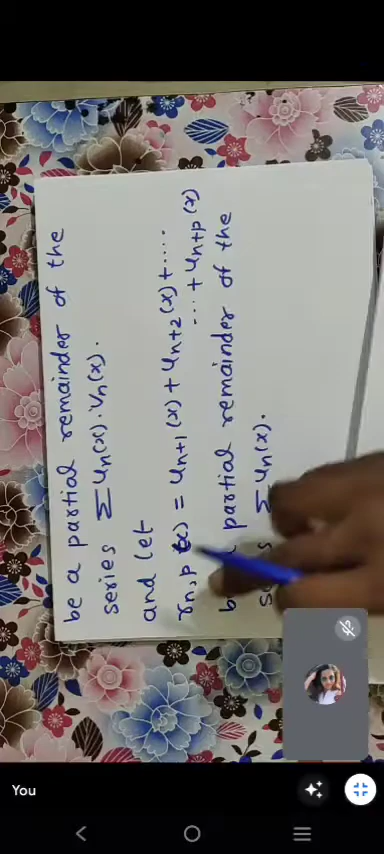 be a partial remainder of the
series ∑ un(x).vn(x).
and let
rn,p (x) = un+1 (x) + un+2 (x) + ....
... + un+p (x)
partial remainder of the
∑ un(x).
You